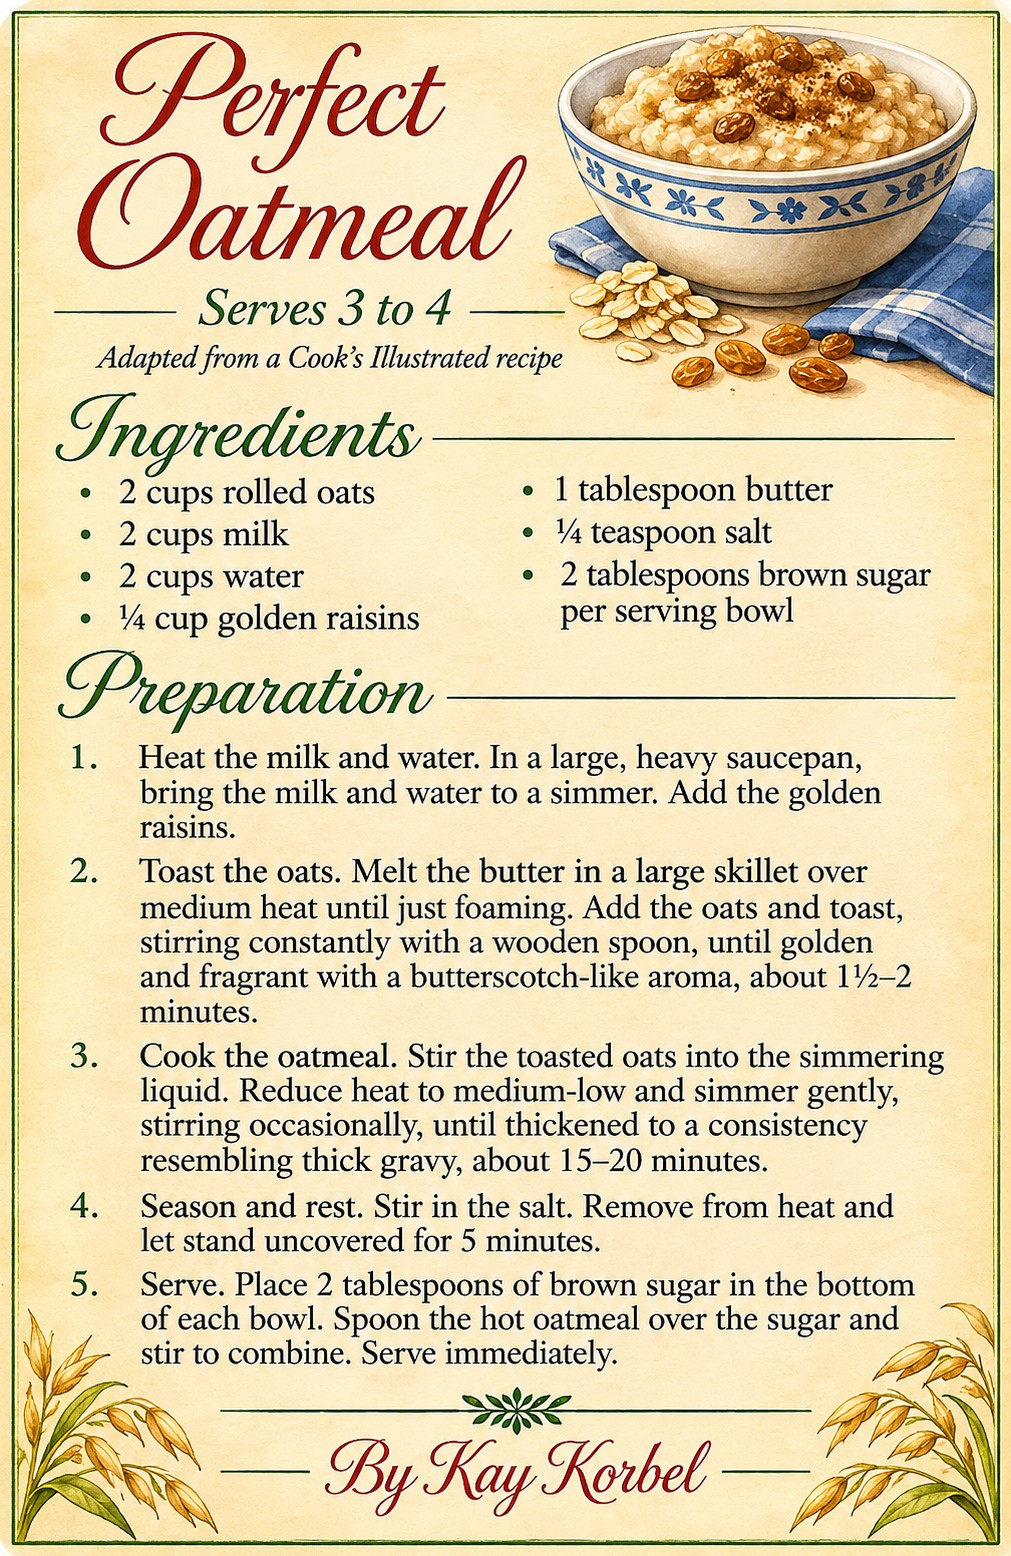 Perfect
Oatmeal
Serves 3 to 4
Adapted from a Cook's Illustrated recipe
Ingredients
• 2 cups rolled oats
• 2 cups milk
• 2 cups water
• ¼ cup golden raisins
• 1 tablespoon butter
• ¼ teaspoon salt
• 2 tablespoons brown sugar
per serving bowl
Preparation
1. Heat the milk and water. In a large, heavy saucepan,
bring the milk and water to a simmer. Add the golden
raisins.
2. Toast the oats. Melt the butter in a large skillet over
medium heat until just foaming. Add the oats and toast,
stirring constantly with a wooden spoon, until golden
and fragrant with a butterscotch-like aroma, about 1½–2
minutes.
3. Cook the oatmeal. Stir the toasted oats into the simmering
liquid. Reduce heat to medium-low and simmer gently,
stirring occasionally, until thickened to a consistency
resembling thick gravy, about 15–20 minutes.
4. Season and rest. Stir in the salt. Remove from heat and
let stand uncovered for 5 minutes.
5. Serve. Place 2 tablespoons of brown sugar in the bottom
of each bowl. Spoon the hot oatmeal over the sugar and
stir to combine. Serve immediately.
By Kay Korbel